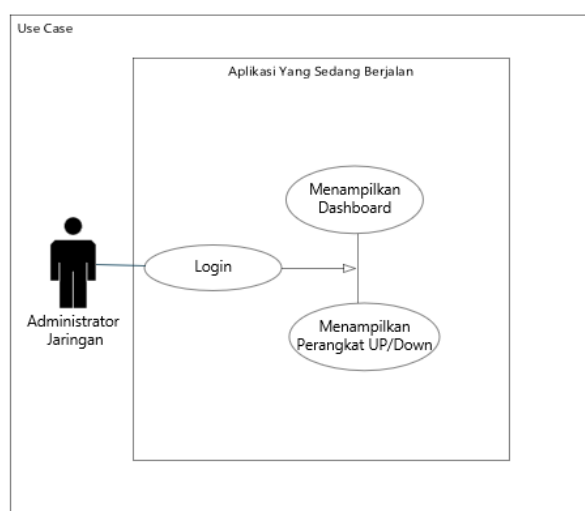 Use Case
Aplikasi Yang Sedang Berjalan
Menampilkan
Dashboard
Login
Administrator
Jaringan
Menampilkan
Perangkat UP/Down